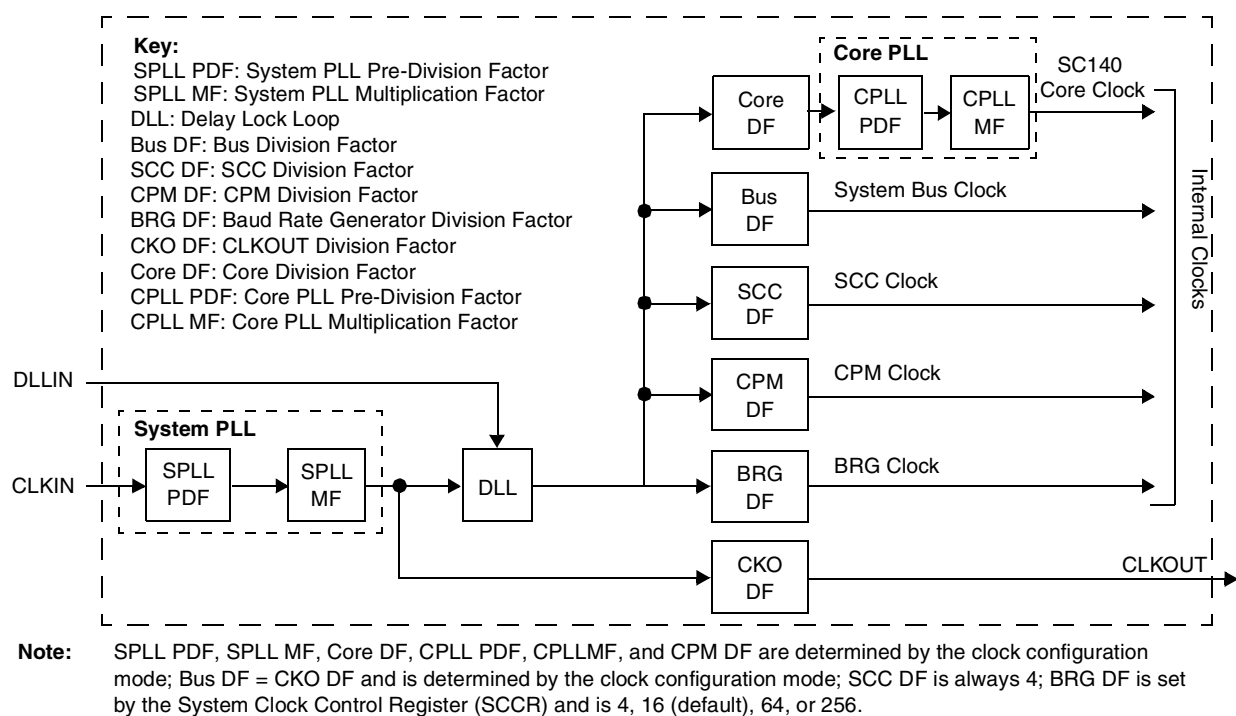 Key:
SPLL PDF: System PLL Pre-Division Factor
SPLL MF: System PLL Multiplication Factor
DLL: Delay Lock Loop
Bus DF: Bus Division Factor
SCC DF: SCC Division Factor
CPM DF: CPM Division Factor
BRG DF: Baud Rate Generator Division Factor
CKO DF: CLKOUT Division Factor
Core DF: Core Division Factor
CPLL PDF: Core PLL Pre-Division Factor
CPLL MF: Core PLL Multiplication Factor
Core PLL
Core
DF
CPLL
PDF
CPLL
MF
SC140
Core Clock
Bus
DF
System Bus Clock
SCC
DF
SCC Clock
CPM
DF
CPM Clock
BRG
DF
BRG Clock
Internal Clocks
DLLIN
System PLL
CLKIN
SPLL
PDF
SPLL
MF
DLL
CKO
DF
CLKOUT
Note: SPLL PDF, SPLL MF, Core DF, CPLL PDF, CPLLMF, and CPM DF are determined by the clock configuration
mode; Bus DF = CKO DF and is determined by the clock configuration mode; SCC DF is always 4; BRG DF is set
by the System Clock Control Register (SCCR) and is 4, 16 (default), 64, or 256.